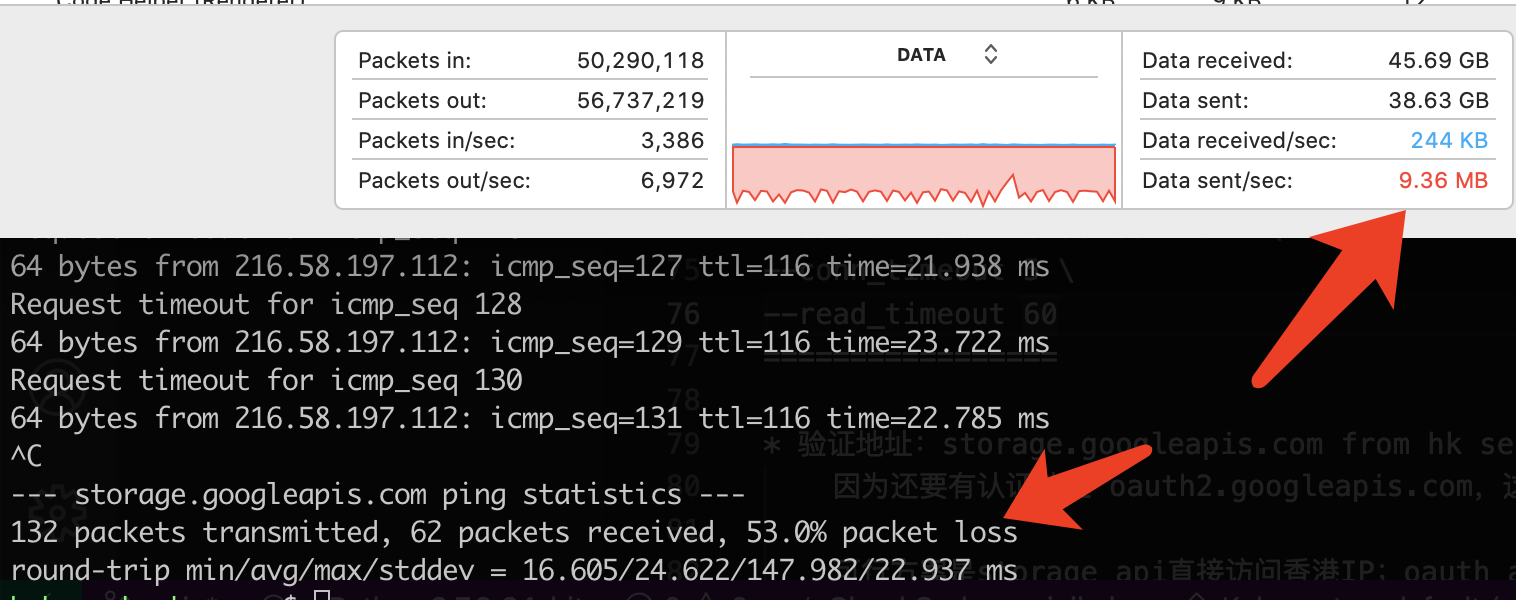 Code Helper (Renderer)
Packets in: 50,290,118
Packets out: 56,737,219
Packets in/sec: 3,386
Packets out/sec: 6,972
DATA
Data received: 45.69 GB
Data sent: 38.63 GB
Data received/sec: 244 KB
Data sent/sec: 9.36 MB
64 bytes from 216.58.197.112: icmp_seq=127 ttl=116 time=21.938 ms
Request timeout for icmp_seq 128
64 bytes from 216.58.197.112: icmp_seq=129 ttl=116 time=23.722 ms
Request timeout for icmp_seq 130
64 bytes from 216.58.197.112: icmp_seq=131 ttl=116 time=22.785 ms
^C
--- storage.googleapis.com ping statistics ---
132 packets transmitted, 62 packets received, 53.0% packet loss
round-trip min/avg/max/stddev = 16.605/24.622/147.982/22.937 ms
76 --read_timeout 60
77 ==================
78
79 * 验证地址：storage.googleapis.com from hk se
80 因为还要有认证 oauth2.googleapis.com，这
storage api直接访问香港IP；oauth a